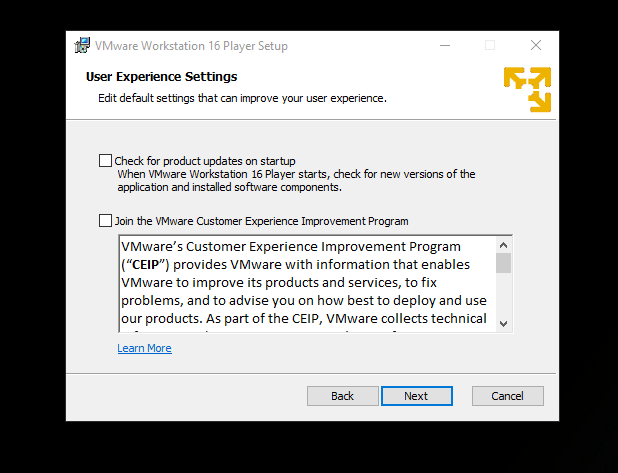 VMware Workstation 16 Player Setup
User Experience Settings
Edit default settings that can improve your user experience.
Check for product updates on startup
When VMware Workstation 16 Player starts, check for new versions of the
application and installed software components.
Join the VMware Customer Experience Improvement Program
VMware’s Customer Experience Improvement Program
(“CEIP”) provides VMware with information that enables
VMware to improve its products and services, to fix
problems, and to advise you on how best to deploy and use
our products. As part of the CEIP, VMware collects technical
Learn More
Back
Next
Cancel